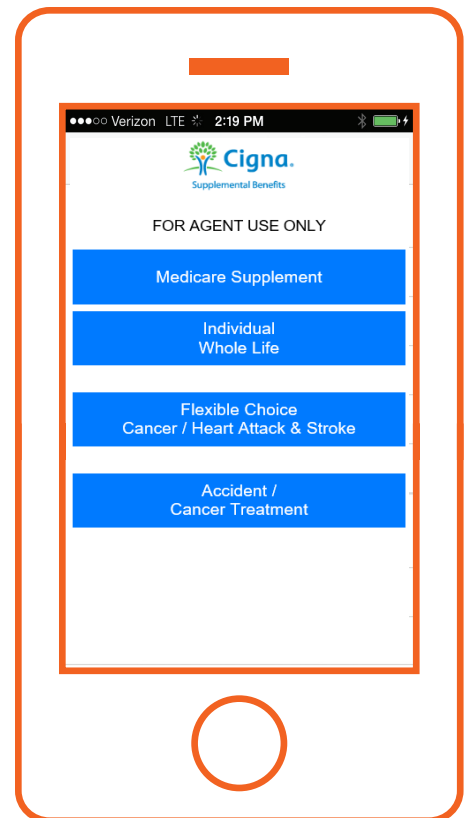 Verizon LTE 2:19 PM
Cigna.
Supplemental Benefits
FOR AGENT USE ONLY
Medicare Supplement
Individual
Whole Life
Flexible Choice
Cancer / Heart Attack & Stroke
Accident /
Cancer Treatment